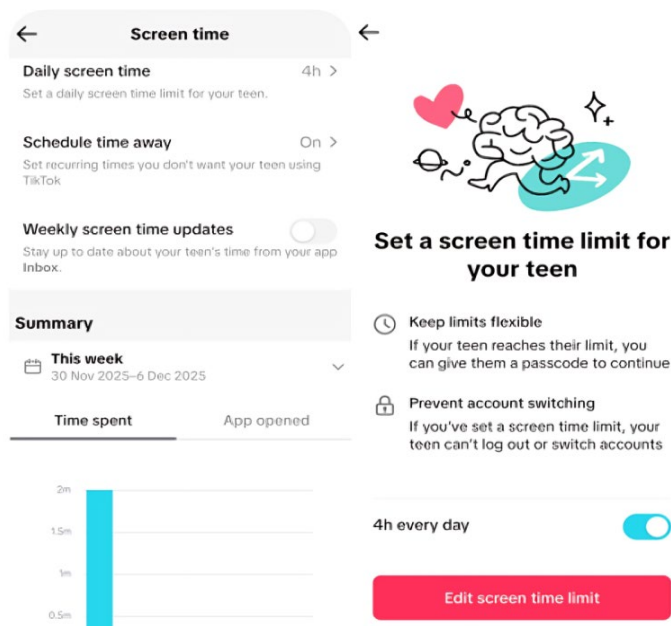 Screen time
Daily screen time 4h >
Set a daily screen time limit for your teen.
Schedule time away On >
Set recurring times you don't want your teen using
TikTok
Weekly screen time updates
Stay up to date about your teen's time from your app
Inbox.
Summary
This week
30 Nov 2025–6 Dec 2025
Time spent App opened
2m
1.5m
1m
0.5m
Set a screen time limit for
your teen
Keep limits flexible
If your teen reaches their limit, you
can give them a passcode to continue
Prevent account switching
If you've set a screen time limit, your
teen can't log out or switch accounts
4h every day
Edit screen time limit